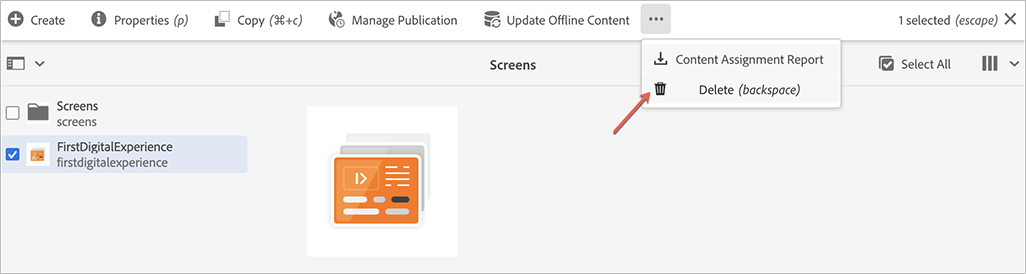 Create Properties (p) Copy (⌘+c) Manage Publication Update Offline Content 1 selected (escape)
Content Assignment Report
Delete (backspace)
Screens
Select All
Screens
screens
FirstDigitalExperience
firstdigitalexperience